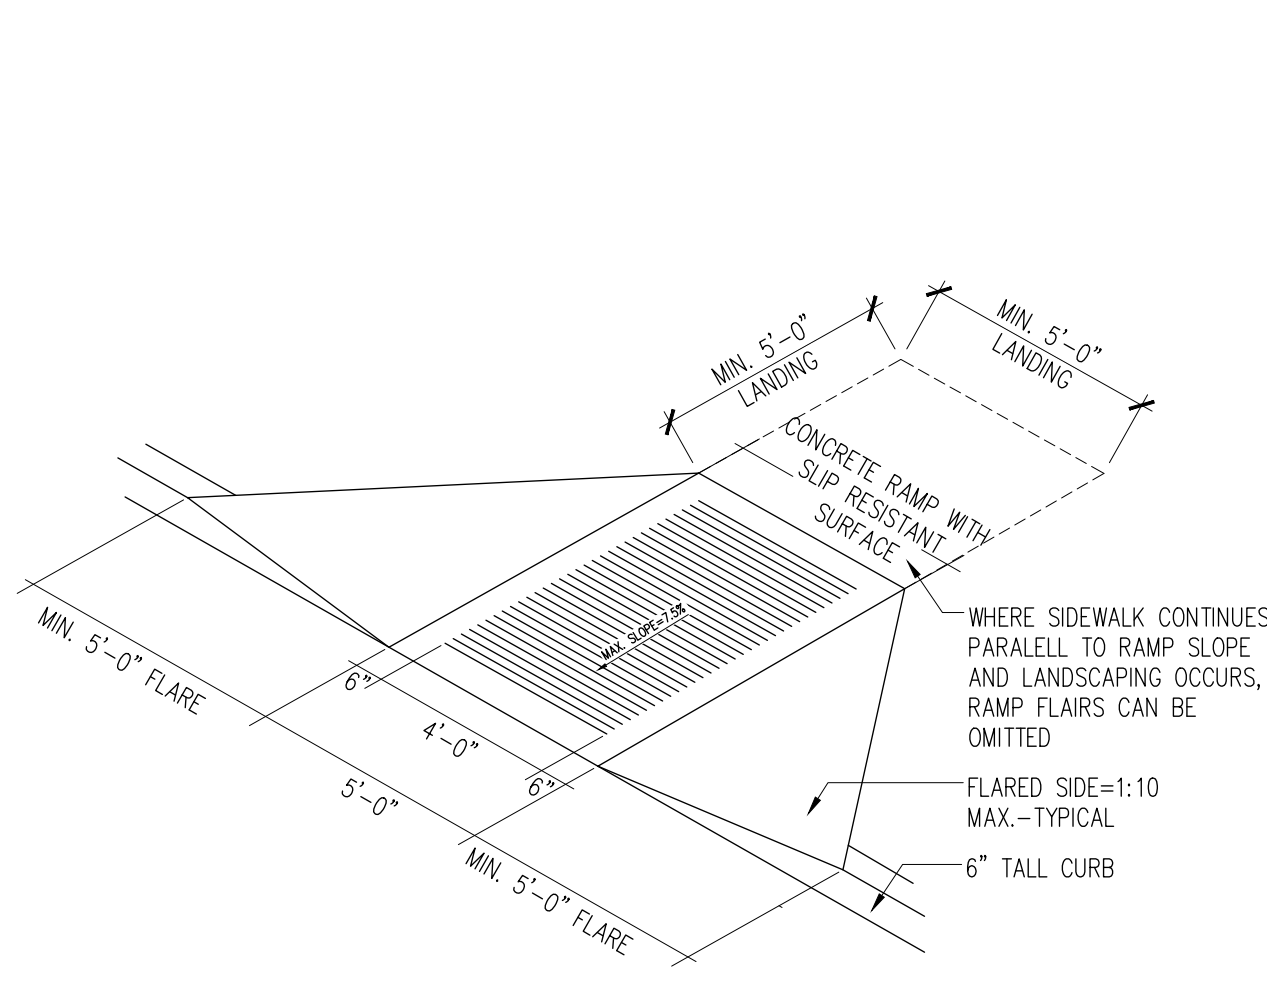 MIN. 5'-0"
LANDING
MIN. 5'-0"
LANDING
CONCRETE RAMP WITH
SLIP RESISTANT
SURFACE
MAX. SLOPE=7.5%
WHERE SIDEWALK CONTINUES
PARALELL TO RAMP SLOPE
AND LANDSCAPING OCCURS,
RAMP FLAIRS CAN BE
OMITTED
MIN. 5'-0" FLARE
6"
4'-0"
6"
5'-0"
MIN. 5'-0" FLARE
FLARED SIDE=1:10
MAX.-TYPICAL
6" TALL CURB